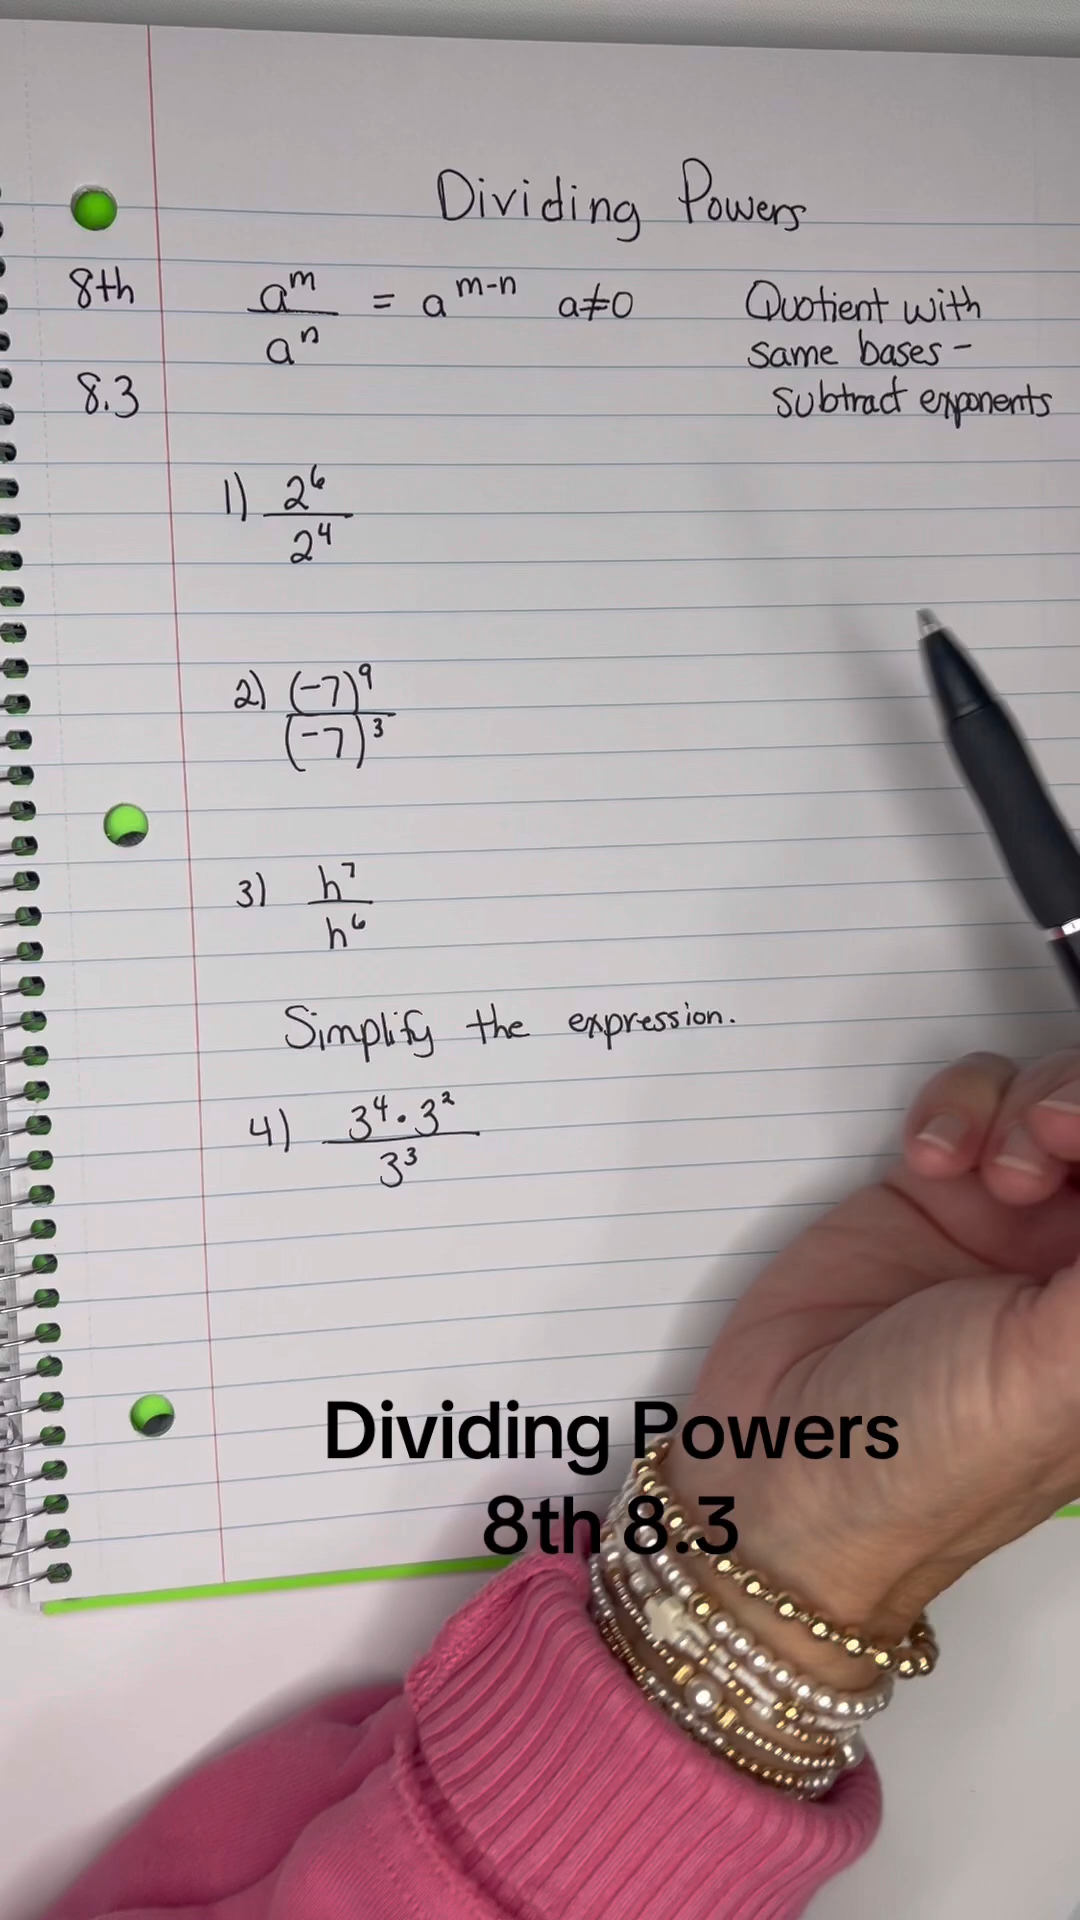 Dividing Powers
8th
a^m / a^n = a^(m-n) a≠0
Quotient with
same bases -
subtract exponents
8.3
1) 2^6 / 2^4
2) (-7)^9 / (-7)^3
3) h^7 / h^6
Simplify the expression.
4) 3^4 · 3^2 / 3^3
Dividing Powers
8th 8.3